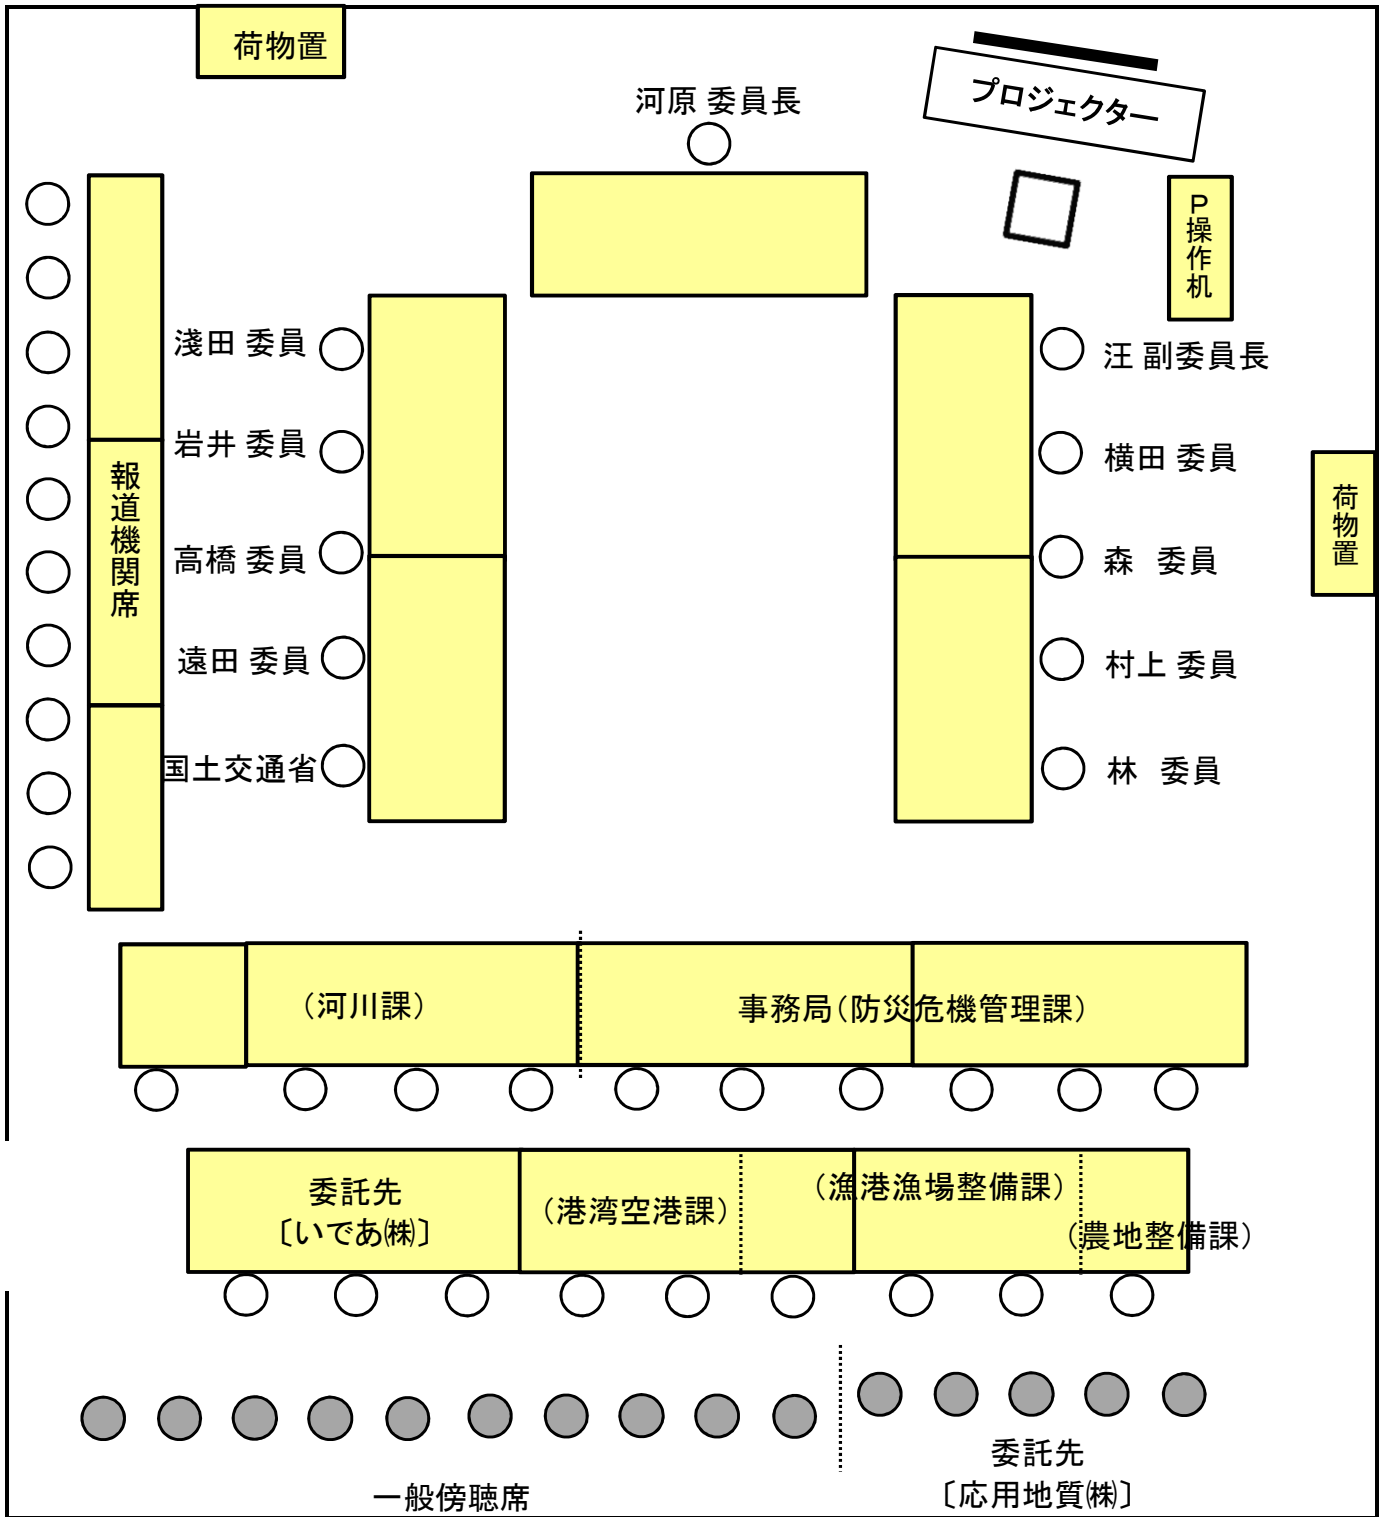 荷物置
プロジェクター
河原 委員長
P操作机
淺田 委員
汪 副委員長
岩井 委員
横田 委員
報道機関席
荷物置
高橋 委員
森 委員
遠田 委員
村上 委員
国土交通省
林 委員
（河川課）
事務局（防災危機管理課）
委託先
〔いであ㈱〕
（港湾空港課）
（漁港漁場整備課）
（農地整備課）
一般傍聴席
委託先
〔応用地質㈱〕